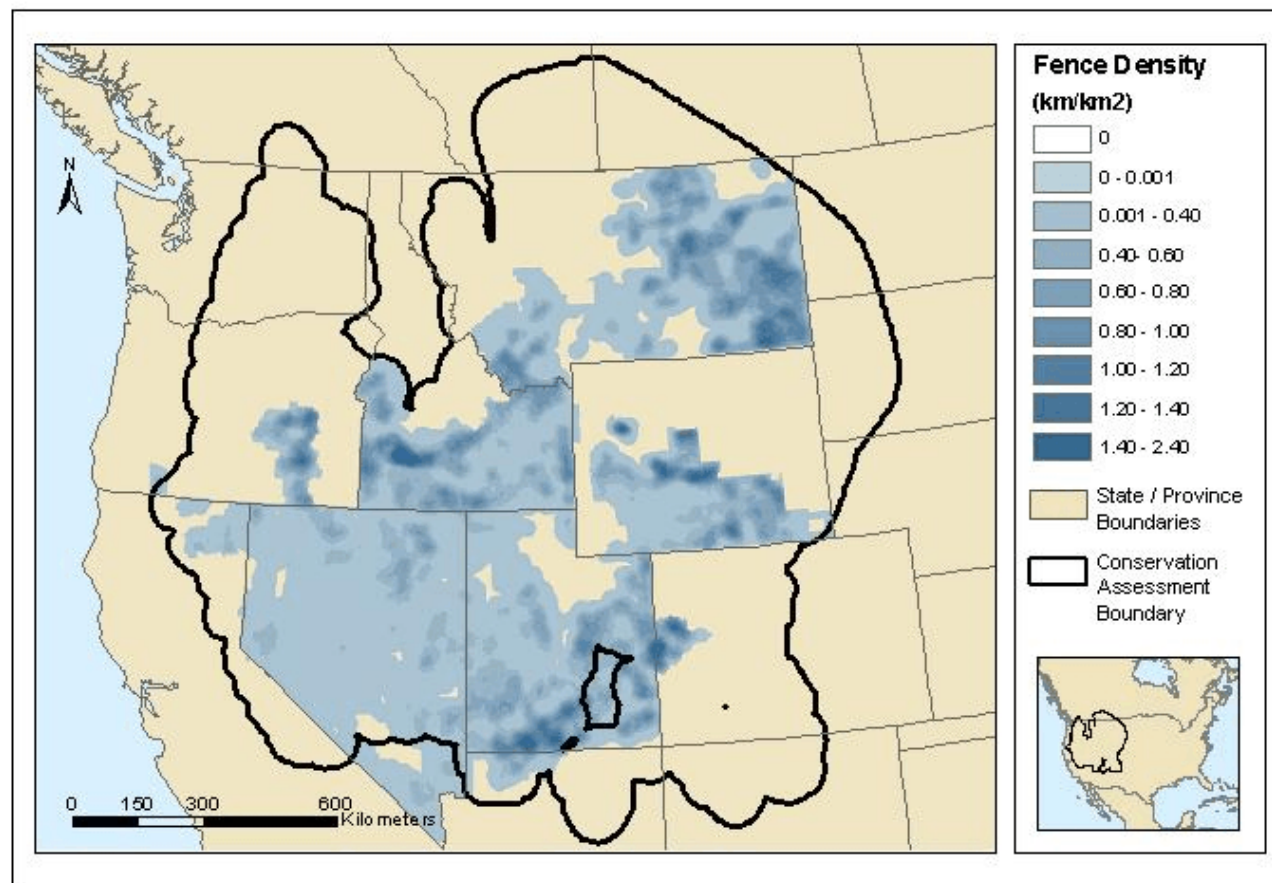 N
0 150 300 600
Kilometers
Fence Density
(km/km2)
0
0 - 0.001
0.001 - 0.40
0.40- 0.60
0.60 - 0.80
0.80 - 1.00
1.00 - 1.20
1.20 - 1.40
1.40 - 2.40
State / Province
Boundaries
Conservation
Assessment
Boundary